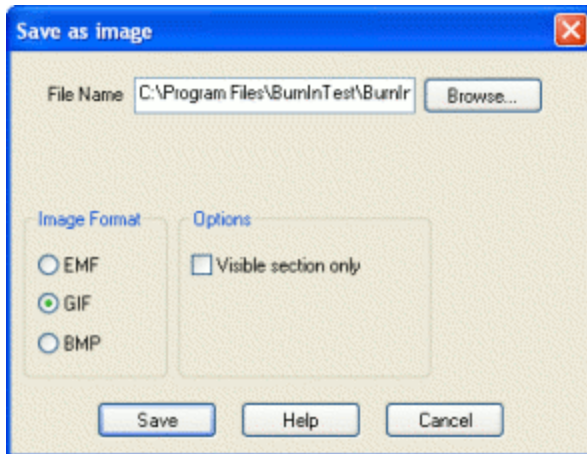 Save as image
File Name C:\Program Files\BurnInTest\BurnIr Browse...
Image Format Options
EMF Visible section only
GIF
BMP
Save Help Cancel